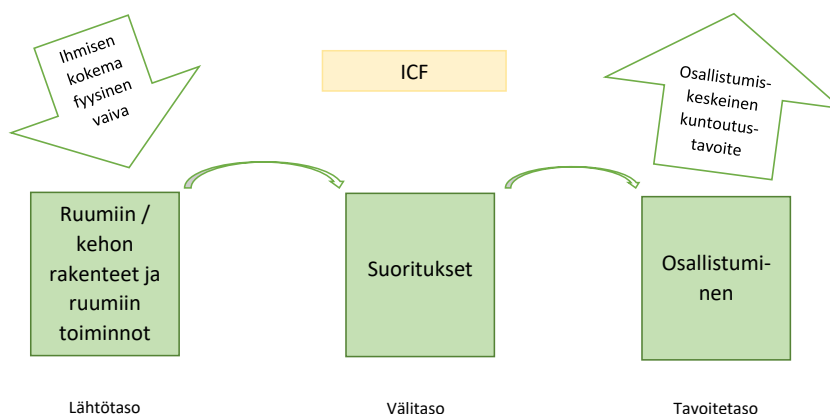 Ihmisen
kokema
fyysinen
vaiva
ICF
Osallistumis-
keskeinen
kuntoutus-
tavoite
Ruumiin /
kehon
rakenteet ja
ruumiin
toiminnot
Suoritukset
Osallistumi-
nen
Lähtötaso
Välitaso
Tavoitetaso